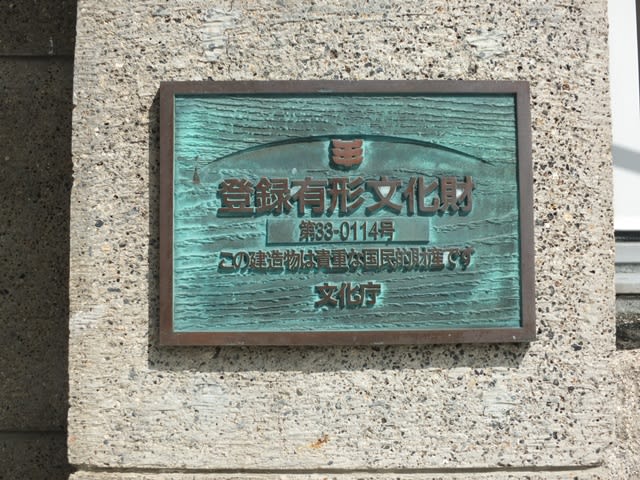 登録有形文化財
第33-0114号
この建造物は貴重な国民的財産です
文化庁